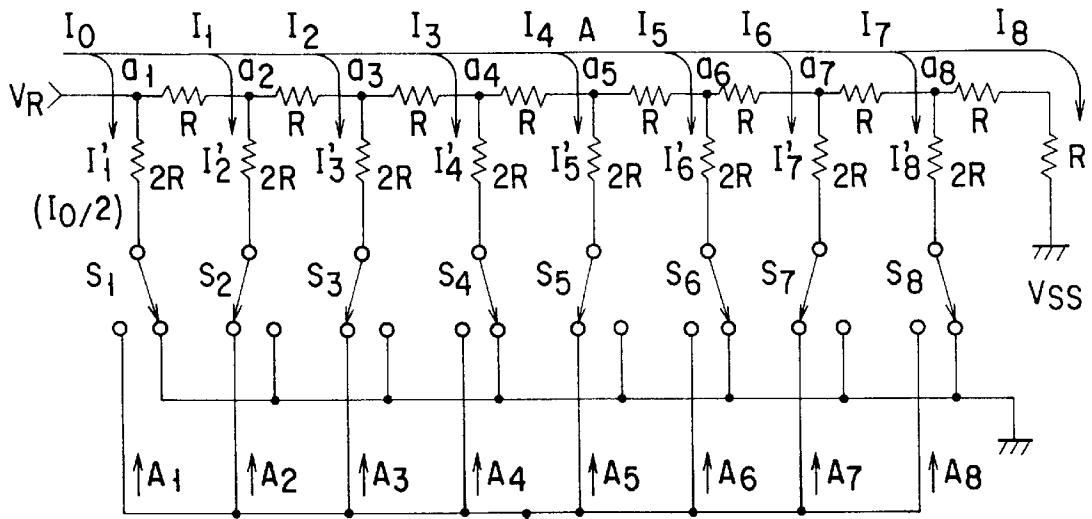 I0 I1 I2 I3 I4 A I5 I6 I7 I8
a1 a2 a3 a4 a5 a6 a7 a8
VR R R R R R R R R
I'1 2R I'2 2R I'3 2R I'4 2R I'5 2R I'6 2R I'7 2R I'8 2R R
(I0/2)
S1 S2 S3 S4 S5 S6 S7 S8 VSS
A1 A2 A3 A4 A5 A6 A7 A8